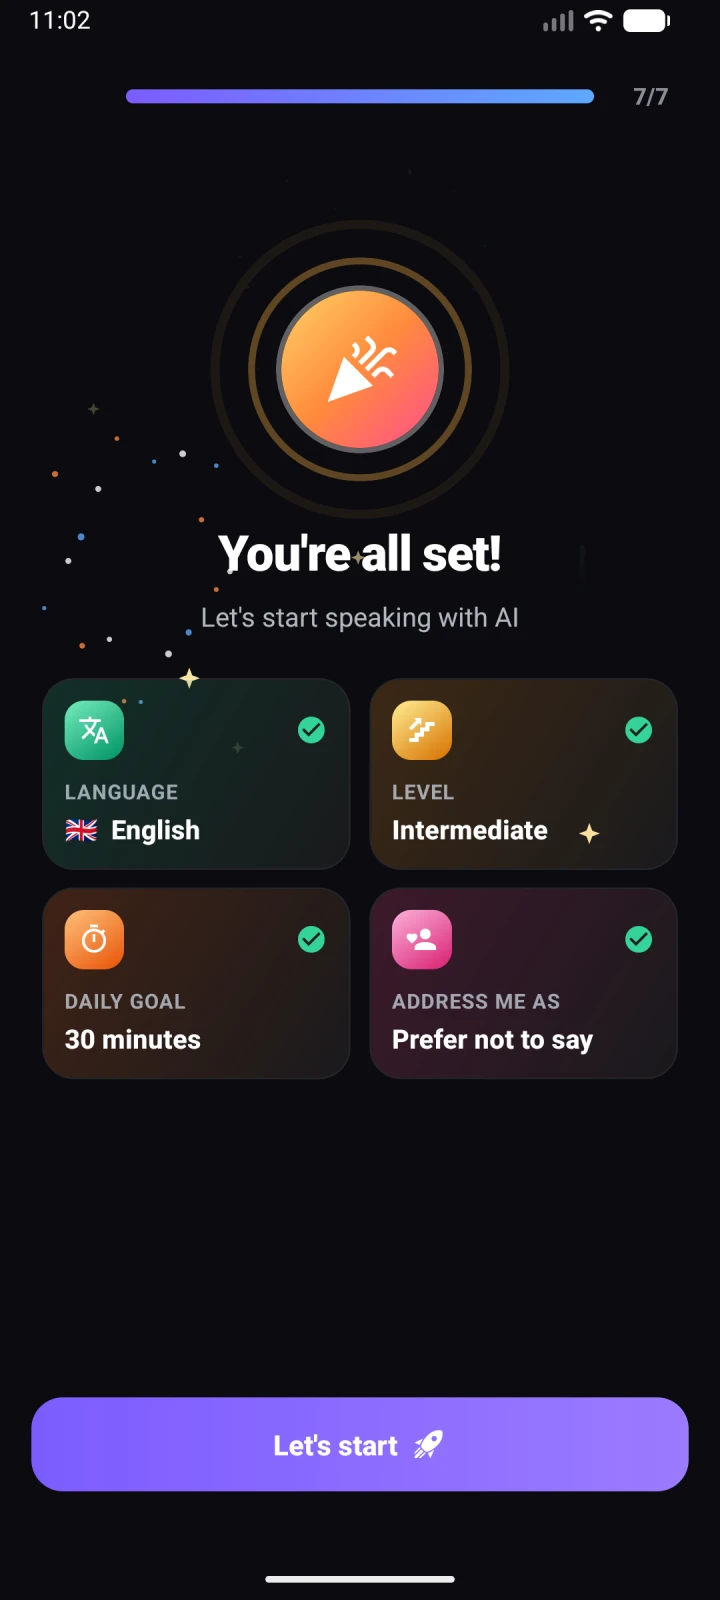 11:02
7/7
You're all set!
Let's start speaking with AI
LANGUAGE
🇬🇧 English
LEVEL
Intermediate
DAILY GOAL
30 minutes
ADDRESS ME AS
Prefer not to say
Let's start